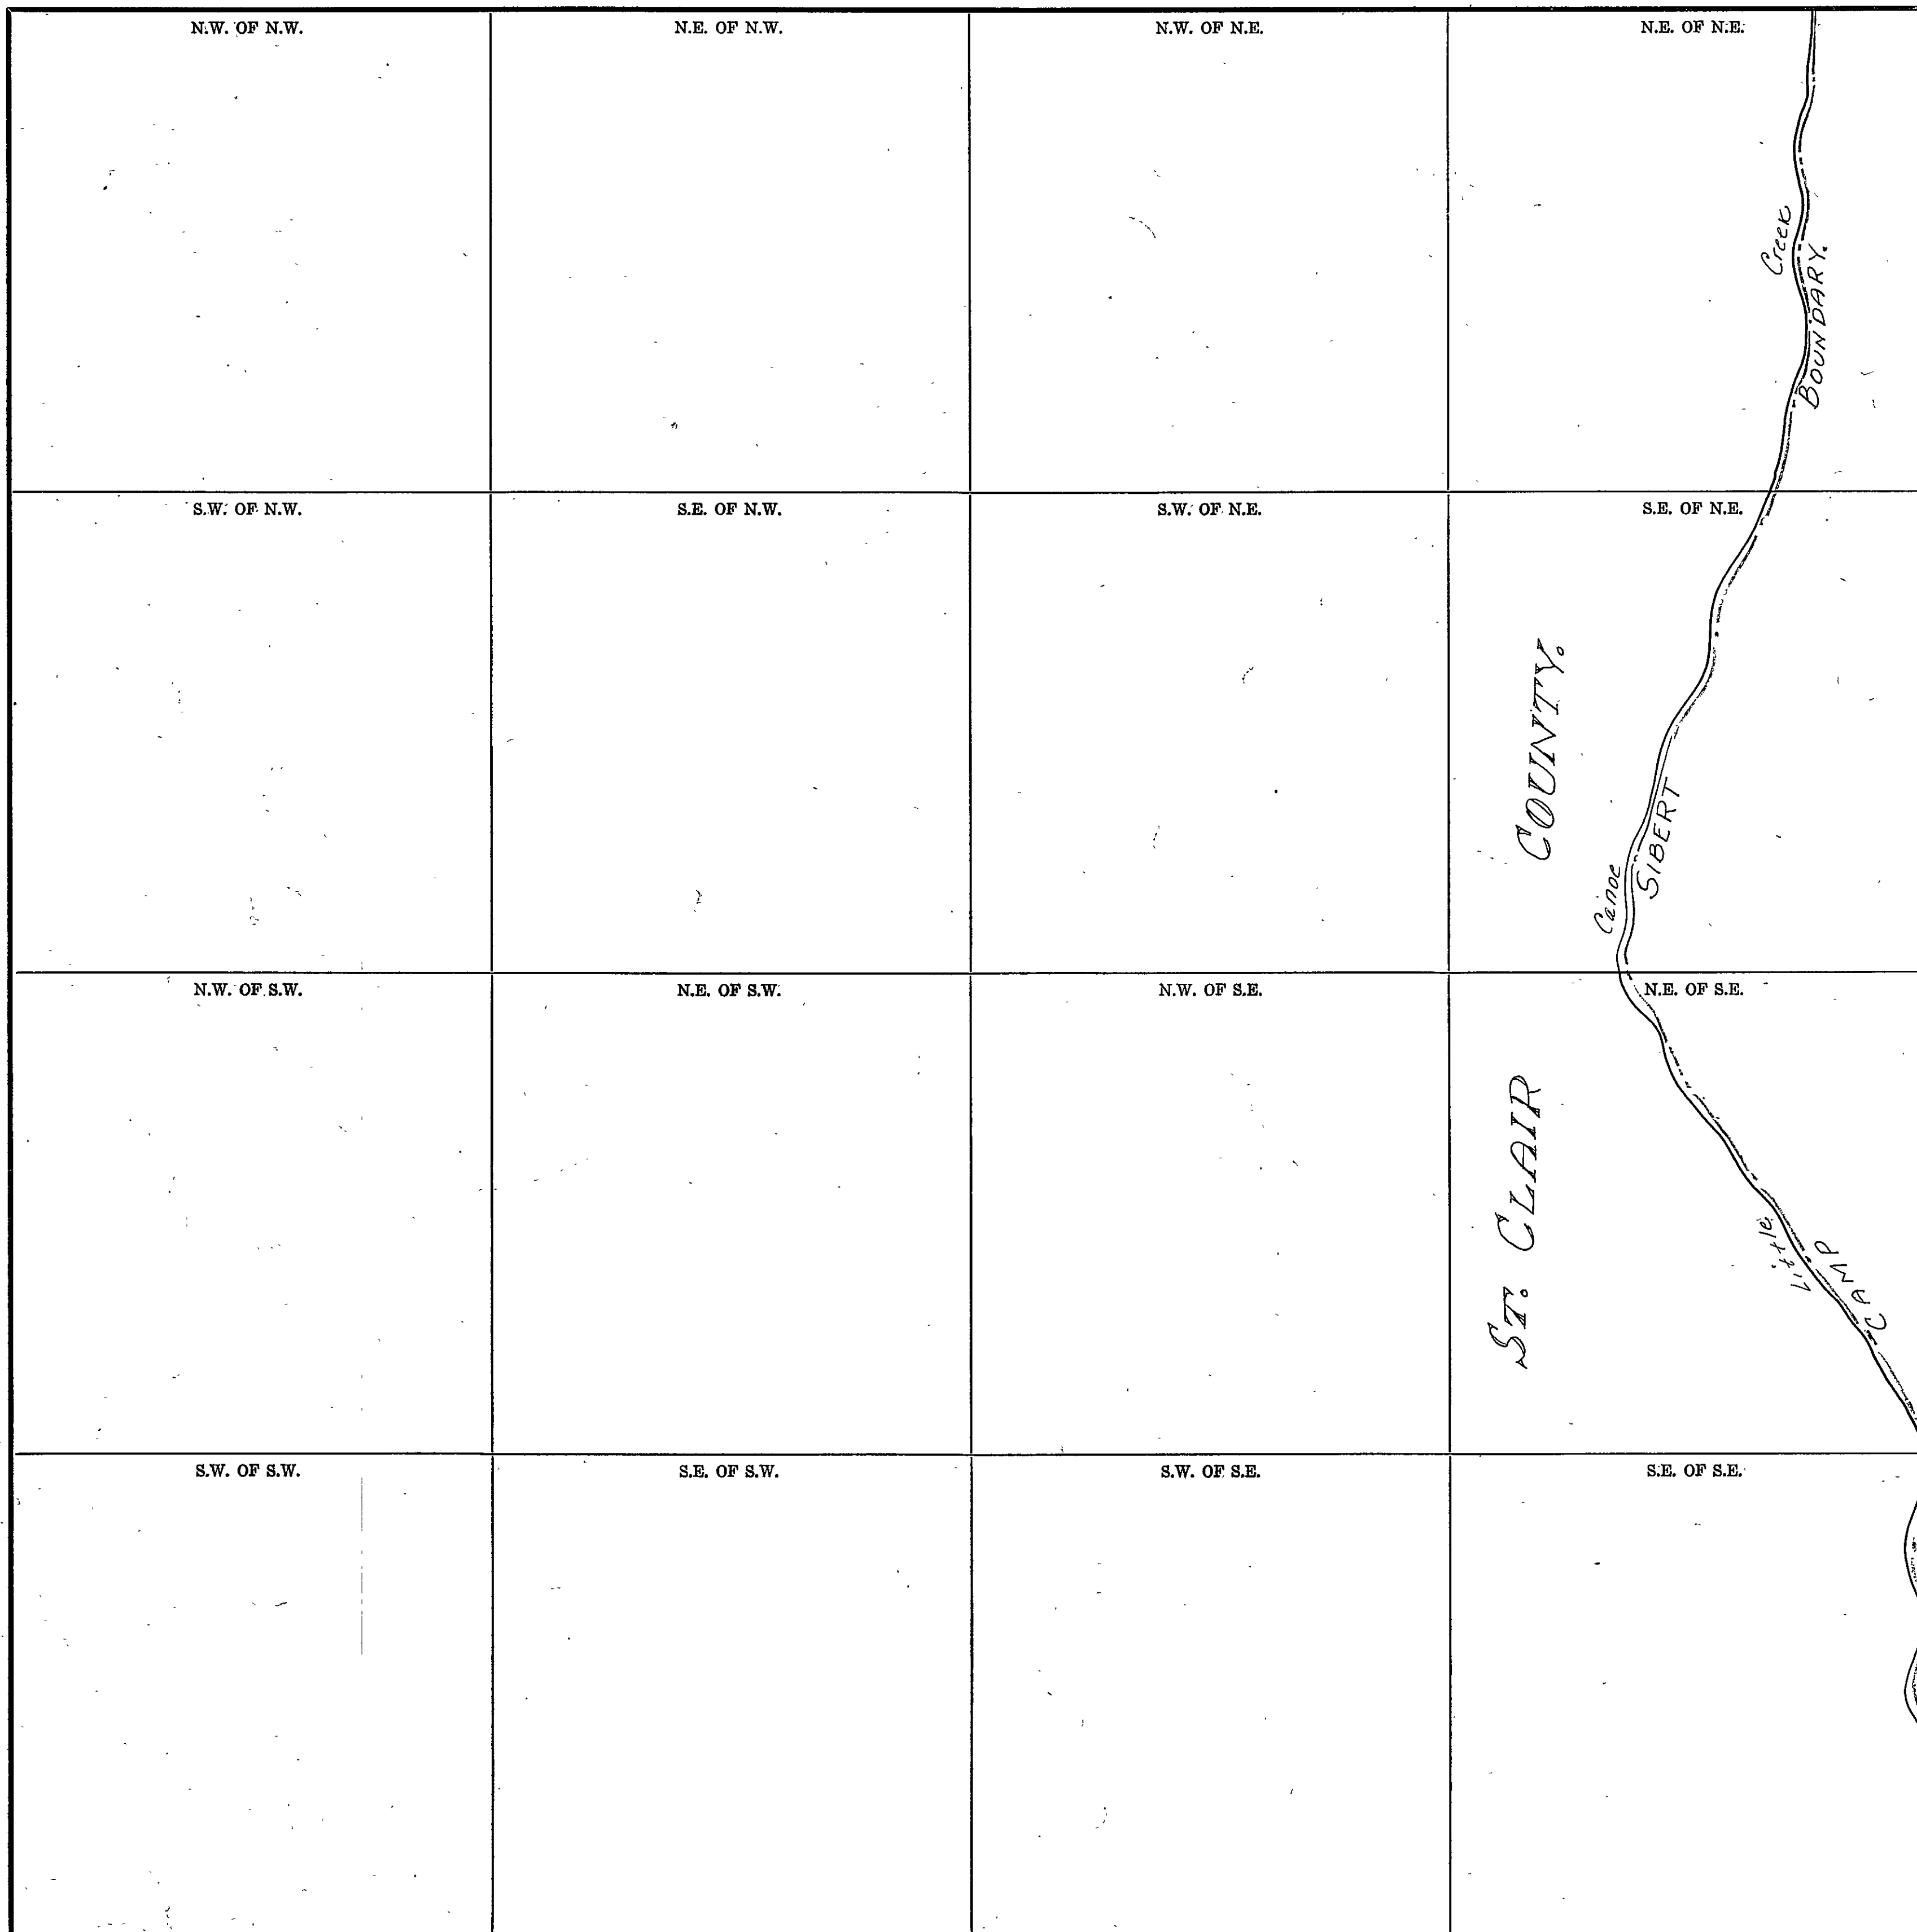 N.W. OF N.W.
N.E. OF N.W.
N.W. OF N.E.
N.E. OF N.E.
S.W. OF N.W.
S.E. OF N.W.
S.W. OF N.E.
S.E. OF N.E.
N.W. OF S.W.
N.E. OF S.W.
N.W. OF S.E.
N.E. OF S.E.
S.W. OF S.W.
S.E. OF S.W.
S.W. OF S.E.
S.E. OF S.E.
ST. CLAIR COUNTY.
Little Canoe Creek
CAMP SIBERT BOUNDARY.